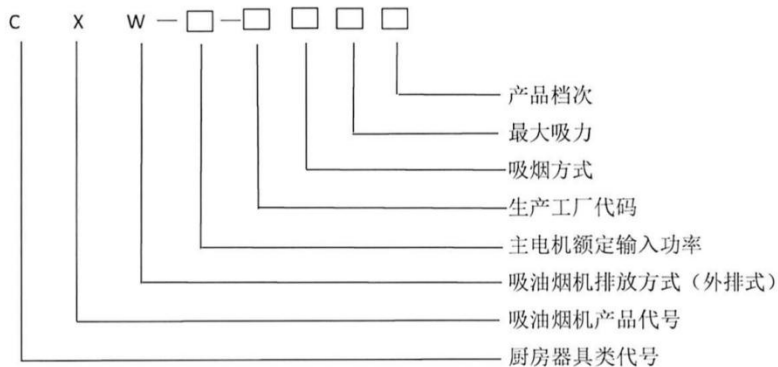 C X W — □ — □ □ □ □
产品档次
最大吸力
吸烟方式
生产工厂代码
主电机额定输入功率
吸油烟机排放方式（外排式）
吸油烟机产品代号
厨房器具类代号